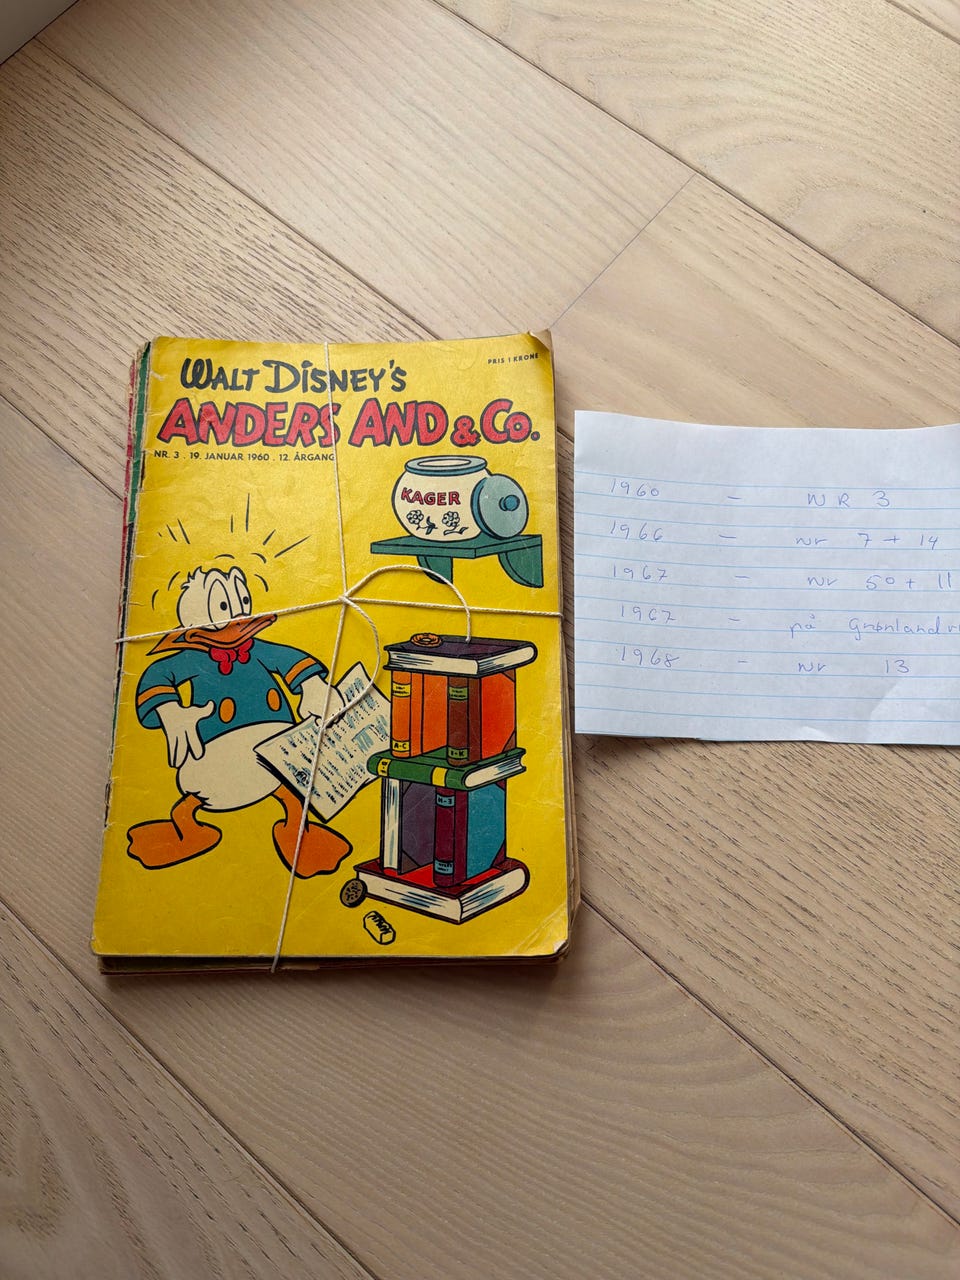 WALT DISNEY'S
PRIS 1 KRONE
ANDERS AND & CO.
NR. 3 . 19. JANUAR 1960 . 12. ÅRGANG
KAGER
A-C
I-K
H-3
1960 - NR 3
1966 - nr 7 + 14
1967 - nr 50 + 11
1967 - på Grønland
1968 - nr 13